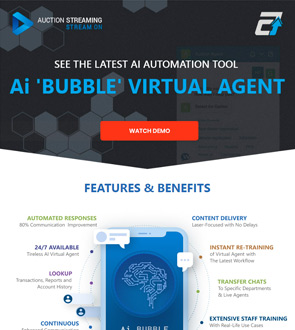 AUCTION STREAMING
STREAM ON
SEE THE LATEST AI AUTOMATION TOOL
Ai 'BUBBLE' VIRTUAL AGENT
WATCH DEMO
FEATURES & BENEFITS
AUTOMATED RESPONSES
80% Communication Improvement
CONTENT DELIVERY
Laser-Focused with No Delays
24/7 AVAILABLE
Tireless AI Virtual Agent
INSTANT RE-TRAINING
of Virtual Agent with
The Latest Workflow
LOOKUP
Transactions, Reports and
Account History
TRANSFER CHATS
To Specific Departments
& Live Agents
CONTINUOUS
EXTENSIVE STAFF TRAINING
With Real-Life Use Cases
Ai BUBBLE